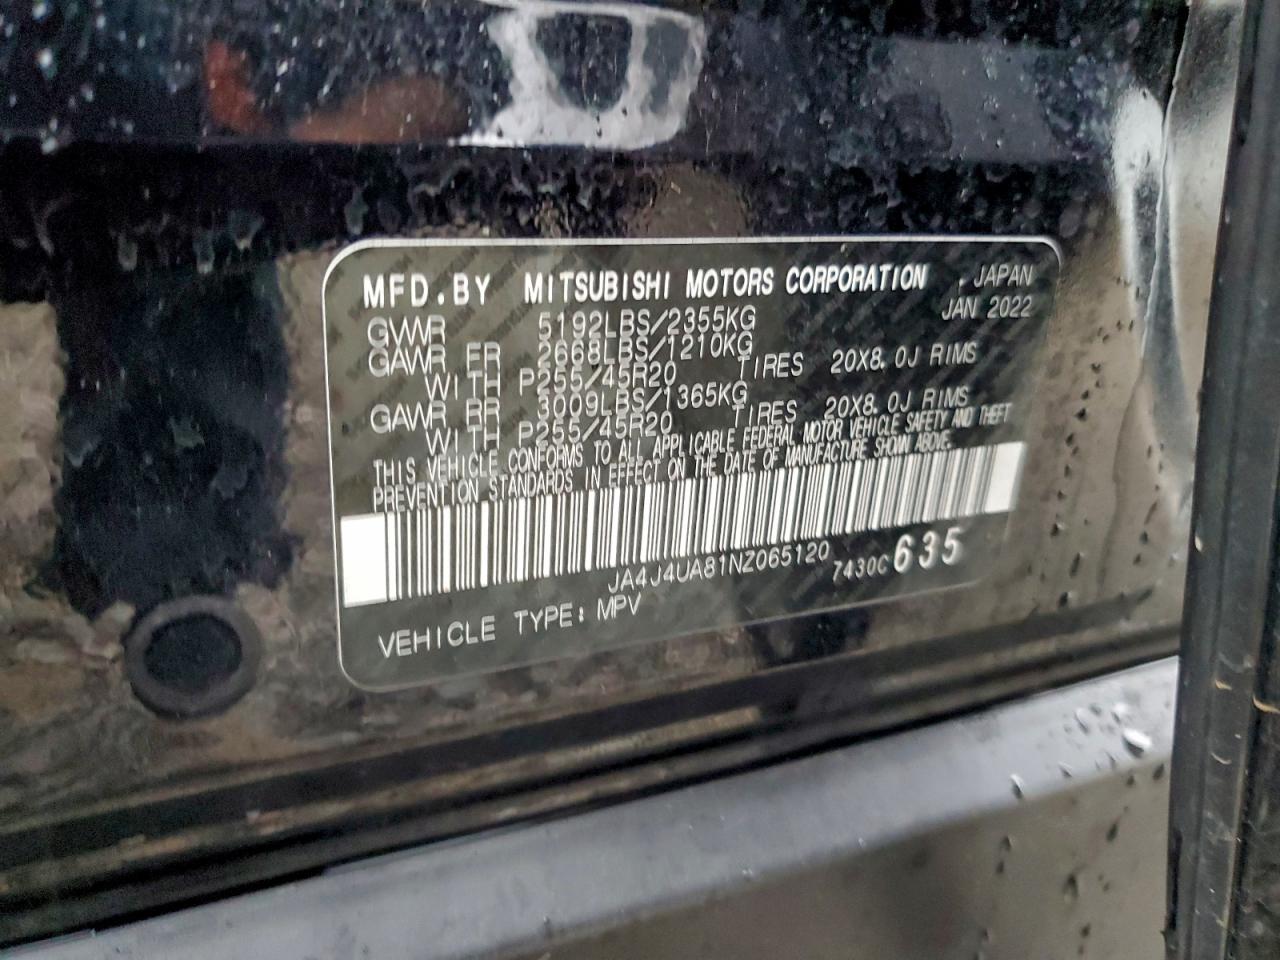 MFD.BY MITSUBISHI MOTORS CORPORATION , JAPAN
JAN 2022
GVWR 5192LBS/2355KG
GAWR FR 2668LBS/1210KG
WITH P255/45R20 TIRES 20X8.0J RIMS
GAWR RR 3009LBS/1365KG
WITH P255/45R20 TIRES 20X8.0J RIMS
THIS VEHICLE CONFORMS TO ALL APPLICABLE FEDERAL MOTOR VEHICLE SAFETY AND THEFT
PREVENTION STANDARDS IN EFFECT ON THE DATE OF MANUFACTURE SHOWN ABOVE.
JA4J4UA81NZ065120 7430C635
VEHICLE TYPE: MPV